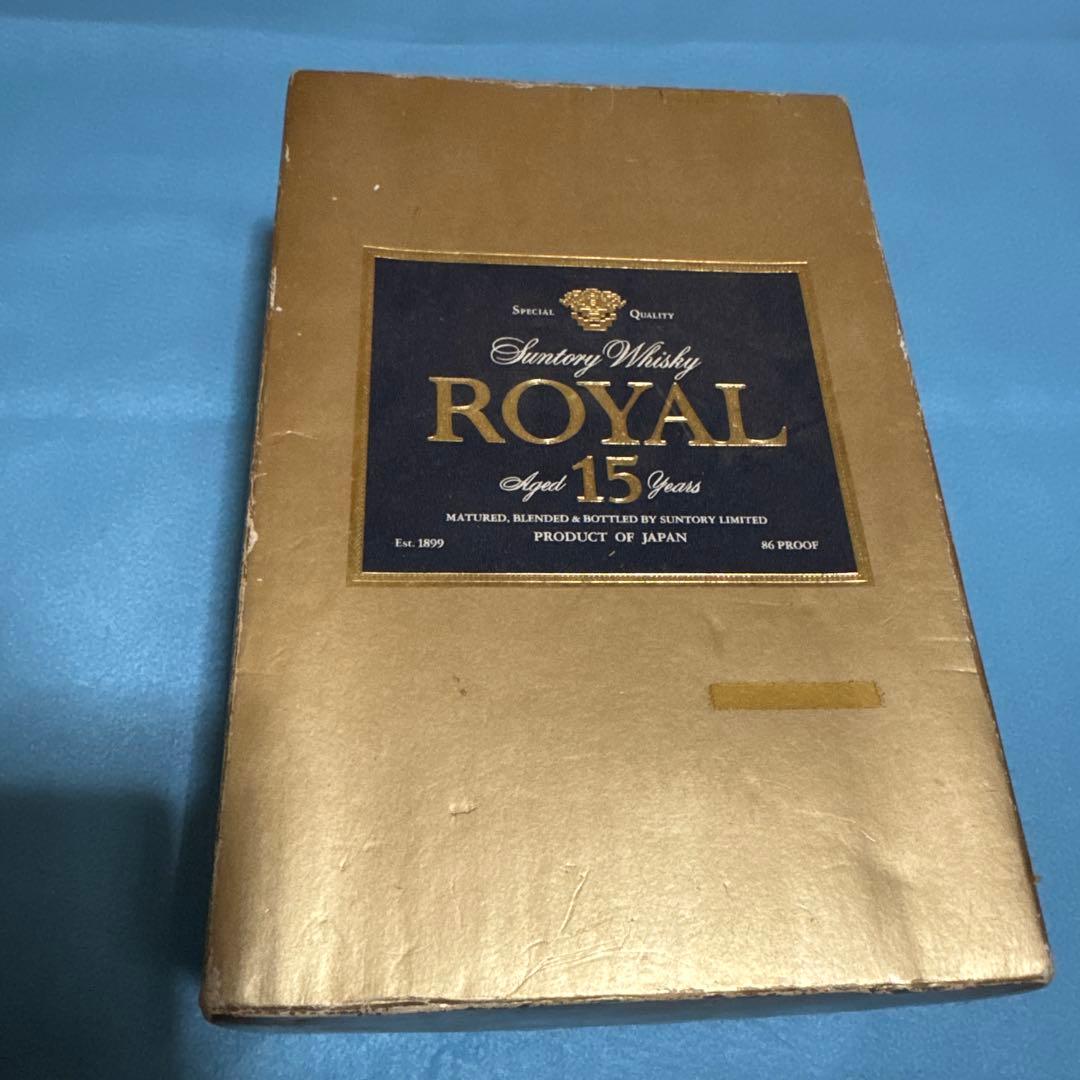 SPECIAL QUALITY
Suntory Whisky
ROYAL
Aged 15 Years
MATURED, BLENDED & BOTTLED BY SUNTORY LIMITED
Est. 1899 PRODUCT OF JAPAN 86 PROOF